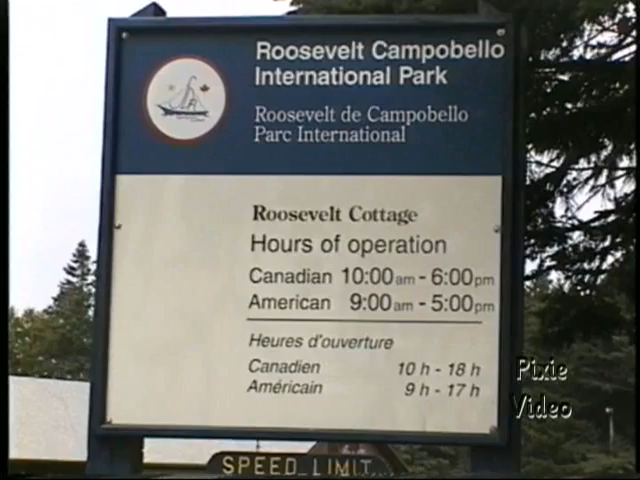 Roosevelt Campobello
International Park
Roosevelt de Campobello
Parc International
Roosevelt Cottage
Hours of operation
Canadian 10:00am - 6:00pm
American 9:00am - 5:00pm
Heures d'ouverture
Canadien 10 h - 18 h
Américain 9 h - 17 h
Pixie
Video
SPEED LIMIT